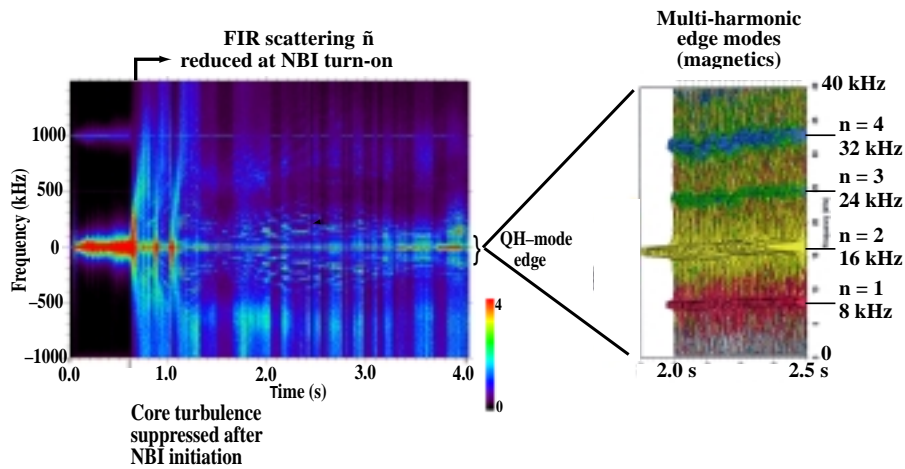 FIR scattering ñ
reduced at NBI turn-on
Frequency (kHz)
1000
500
0
–500
–1000
0.0
1.0
2.0
3.0
4.0
Time (s)
Core turbulence
suppressed after
NBI initiation
4
0
QH–mode
edge
Multi-harmonic
edge modes
(magnetics)
40 kHz
n = 4
32 kHz
n = 3
24 kHz
n = 2
16 kHz
n = 1
8 kHz
0
2.0 s
2.5 s